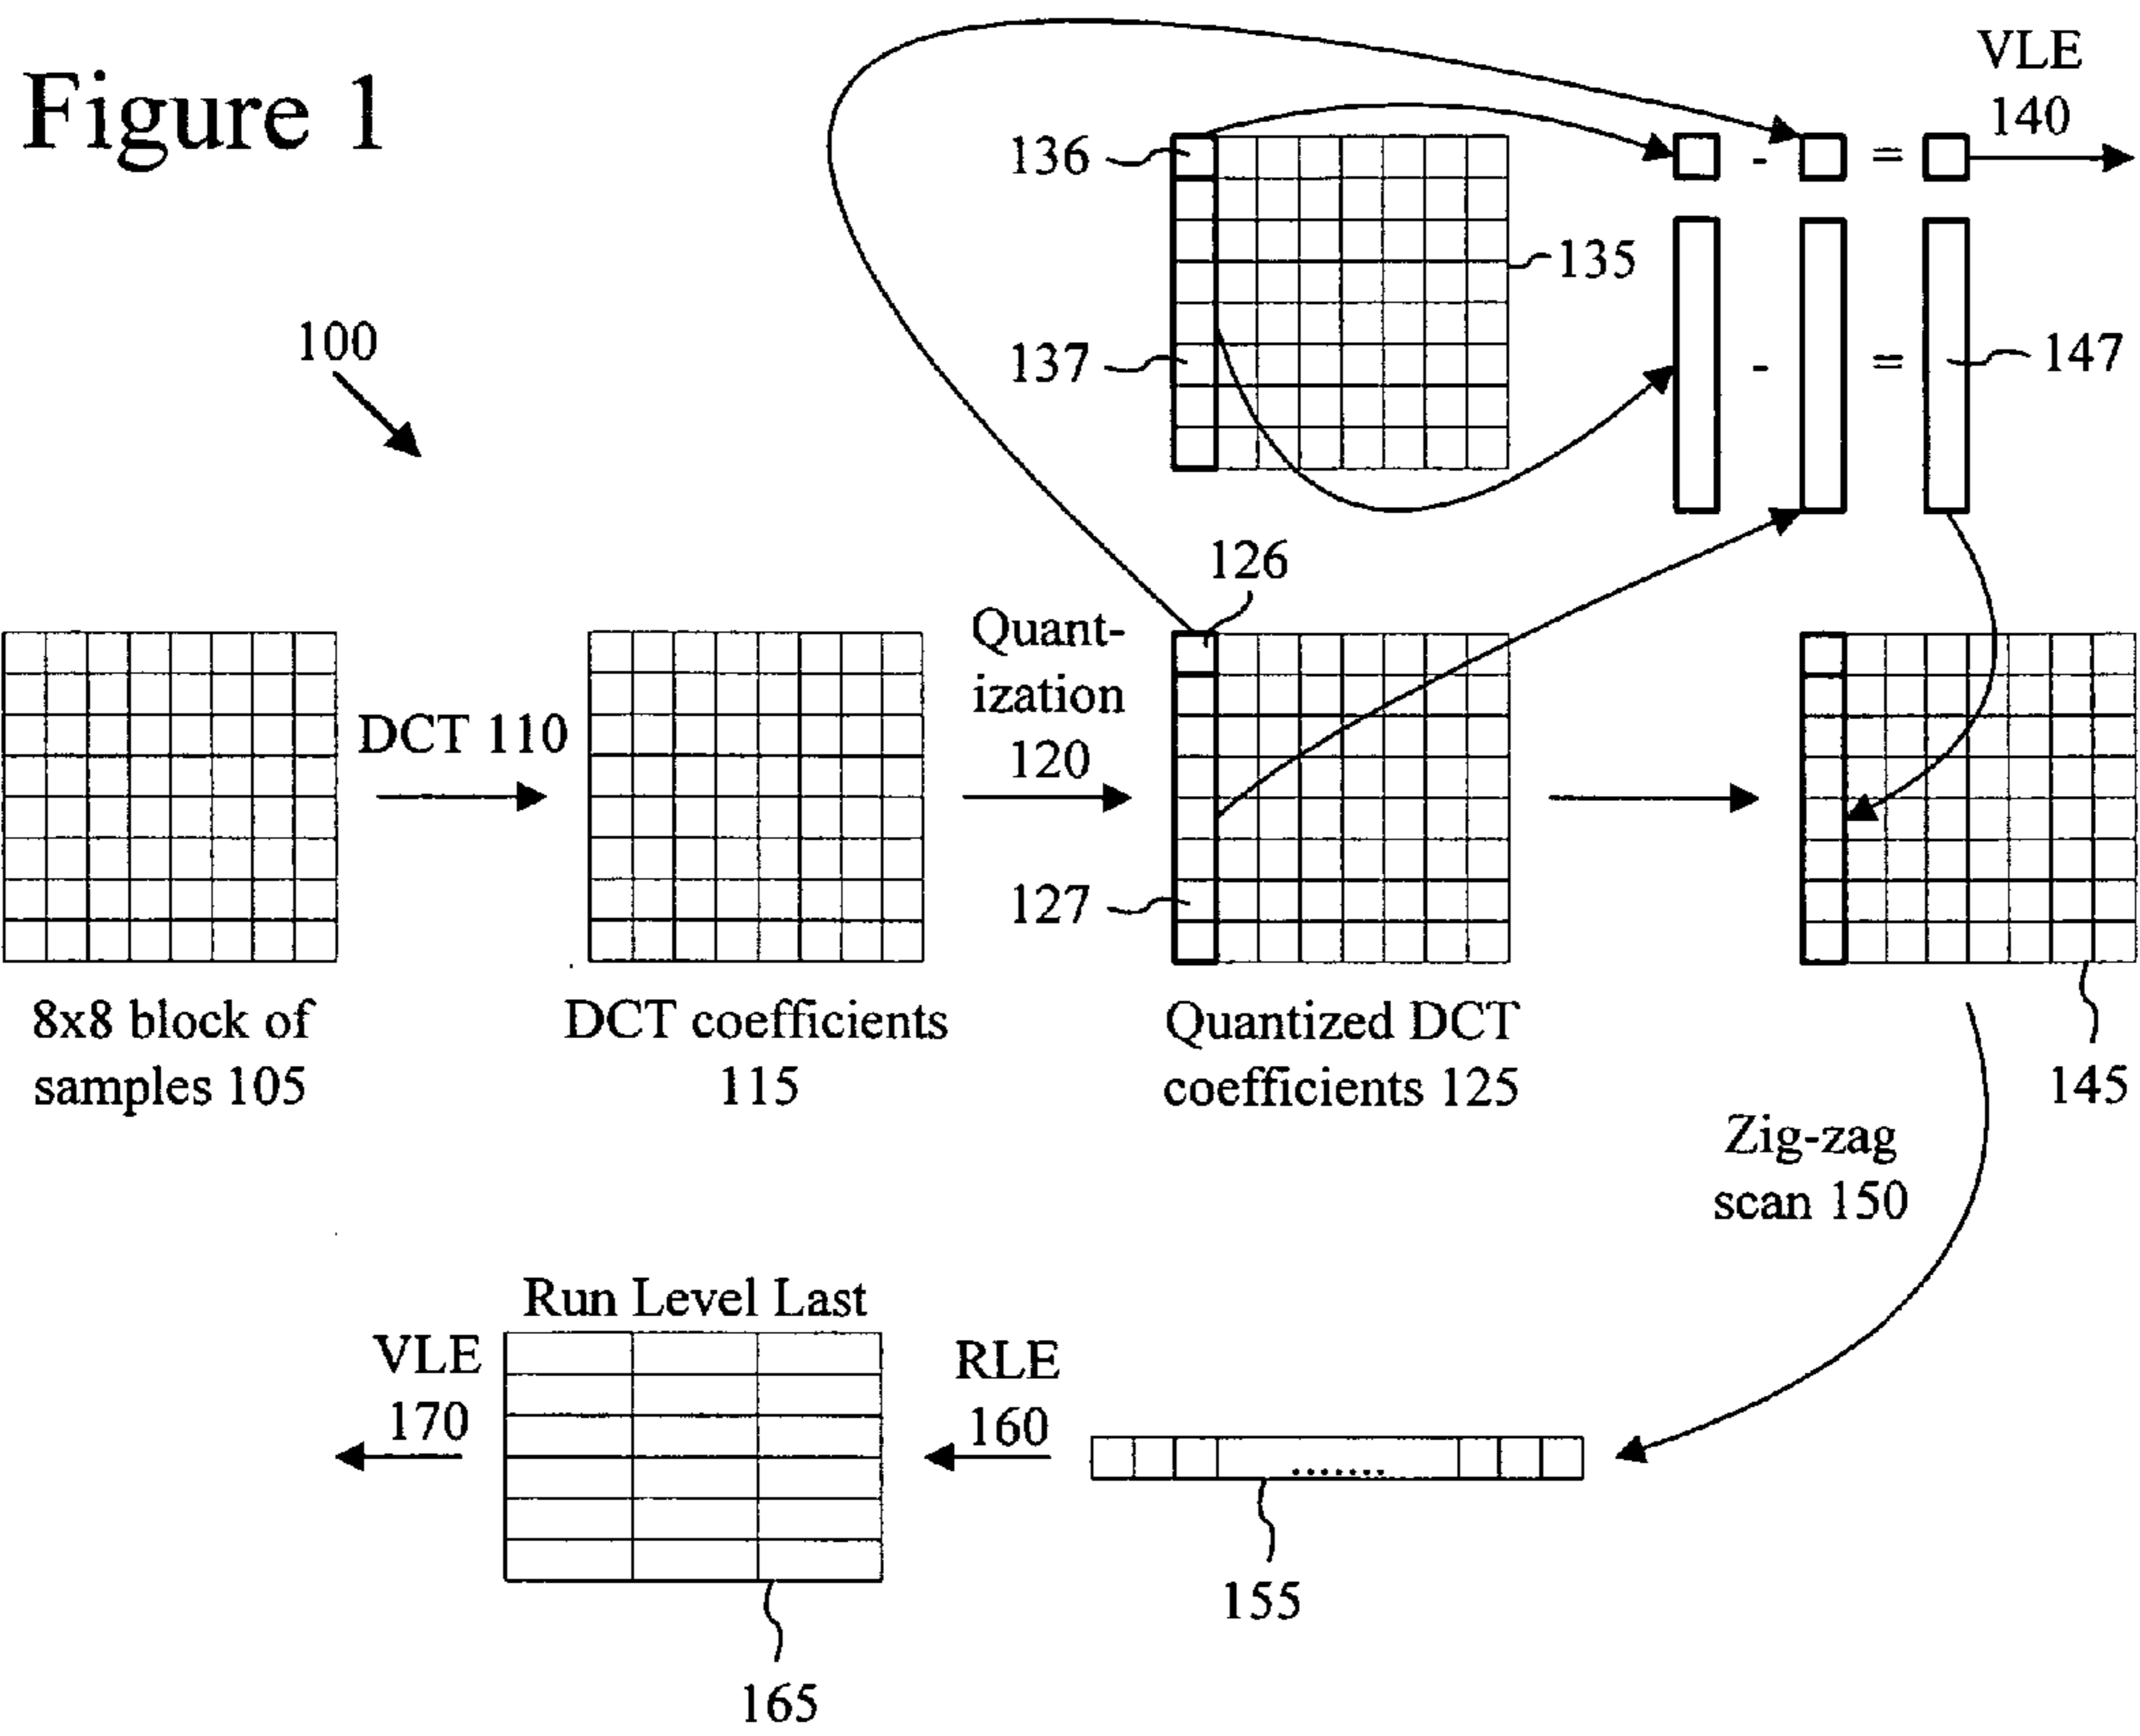 Figure 1
VLE
140
136
135
100
137
147
126
Quant-
ization
120
DCT 110
127
8x8 block of
samples 105
DCT coefficients
115
Quantized DCT
coefficients 125
145
Zig-zag
scan 150
Run Level Last
VLE
170
RLE
160
- =
- =
.......
155
165